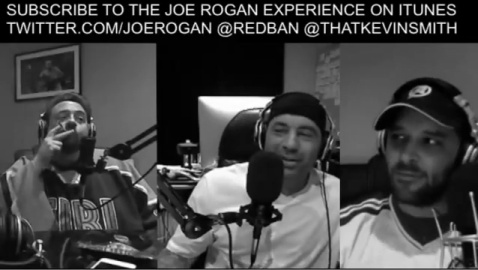 SUBSCRIBE TO THE JOE ROGAN EXPERIENCE ON ITUNES
TWITTER.COM/JOEROGAN @REDBAN @THATKEVINSMITH